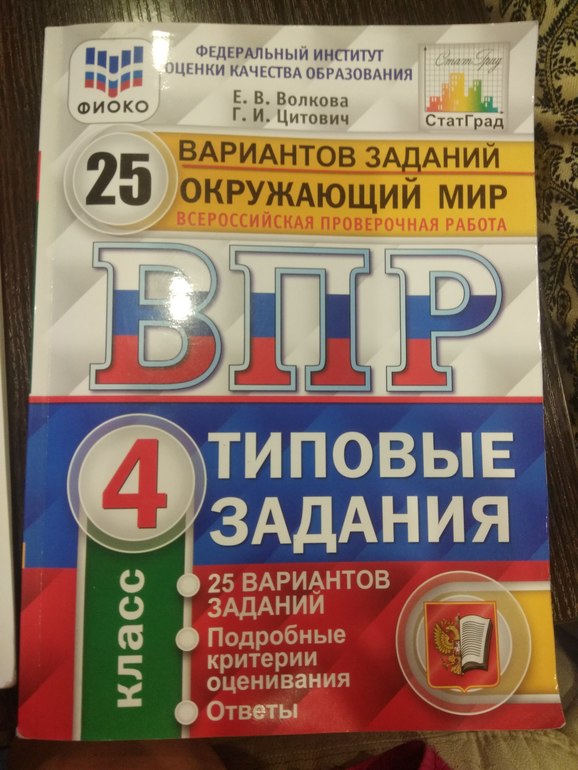 ФИОКО
ФЕДЕРАЛЬНЫЙ ИНСТИТУТ
ОЦЕНКИ КАЧЕСТВА ОБРАЗОВАНИЯ
Е. В. Волкова
Г. И. Цитович
СтатГрад
СтатГрад
25
ВАРИАНТОВ ЗАДАНИЙ
ОКРУЖАЮЩИЙ МИР
ВСЕРОССИЙСКАЯ ПРОВЕРОЧНАЯ РАБОТА
ВПР
4
класс
ТИПОВЫЕ
ЗАДАНИЯ
25 ВАРИАНТОВ
ЗАДАНИЙ
Подробные
критерии
оценивания
Ответы